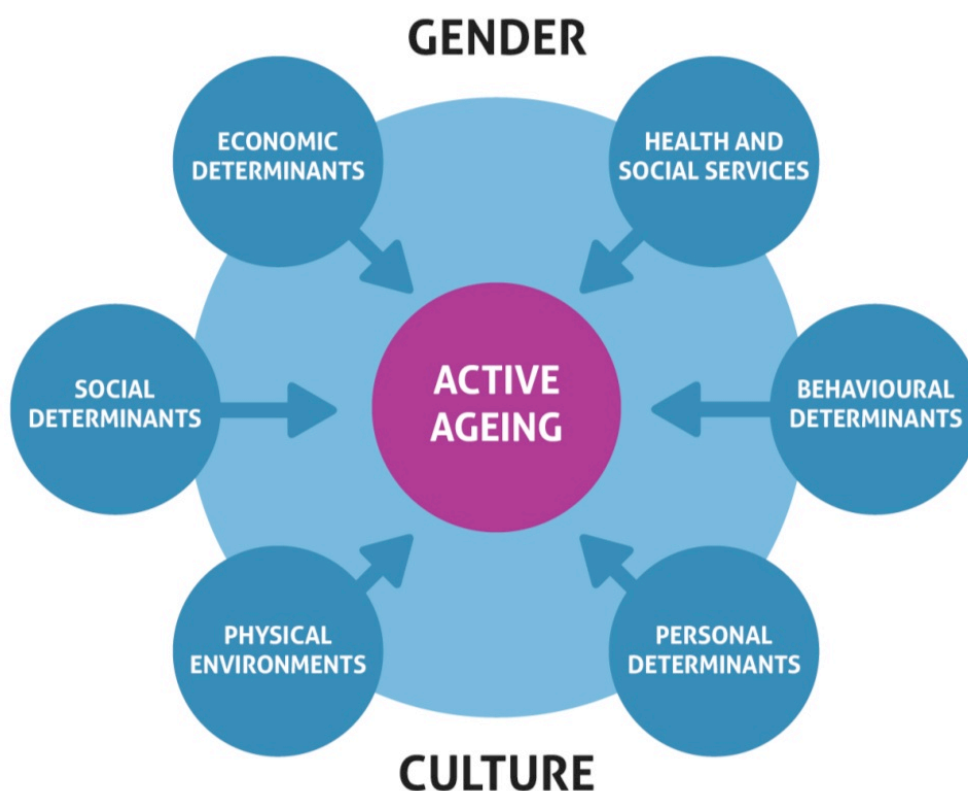 GENDER
ECONOMIC
DETERMINANTS
HEALTH AND
SOCIAL SERVICES
SOCIAL
DETERMINANTS
ACTIVE
AGEING
BEHAVIOURAL
DETERMINANTS
PHYSICAL
ENVIRONMENTS
PERSONAL
DETERMINANTS
CULTURE